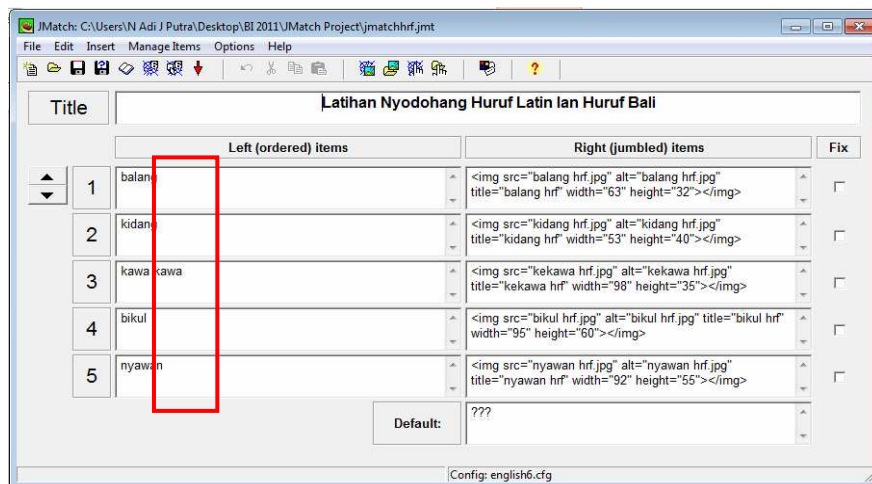 JMatch: C:\Users\N Adi J Putra\Desktop\BI 2011\JMatch Project\jmatchhrf.jmt
File Edit Insert Manage Items Options Help
Title
Latihan Nyodohang Huruf Latin lan Huruf Bali
Left (ordered) items Right (jumbled) items Fix
1
balang
<img src="balang hrf.jpg" alt="balang hrf.jpg"
title="balang hrf" width="63" height="32"></img>
2
kidang
<img src="kidang hrf.jpg" alt="kidang hrf.jpg"
title="kidang hrf" width="53" height="40"></img>
3
kawa kawa
<img src="kekawa hrf.jpg" alt="kekawa hrf.jpg"
title="kekawa hrf" width="98" height="35"></img>
4
bikul
<img src="bikul hrf.jpg" alt="bikul hrf.jpg" title="bikul hrf"
width="95" height="60"></img>
5
nyawan
<img src="nyawan hrf.jpg" alt="nyawan hrf.jpg"
title="nyawan hrf" width="92" height="55"></img>
Default:
???
Config: english6.cfg